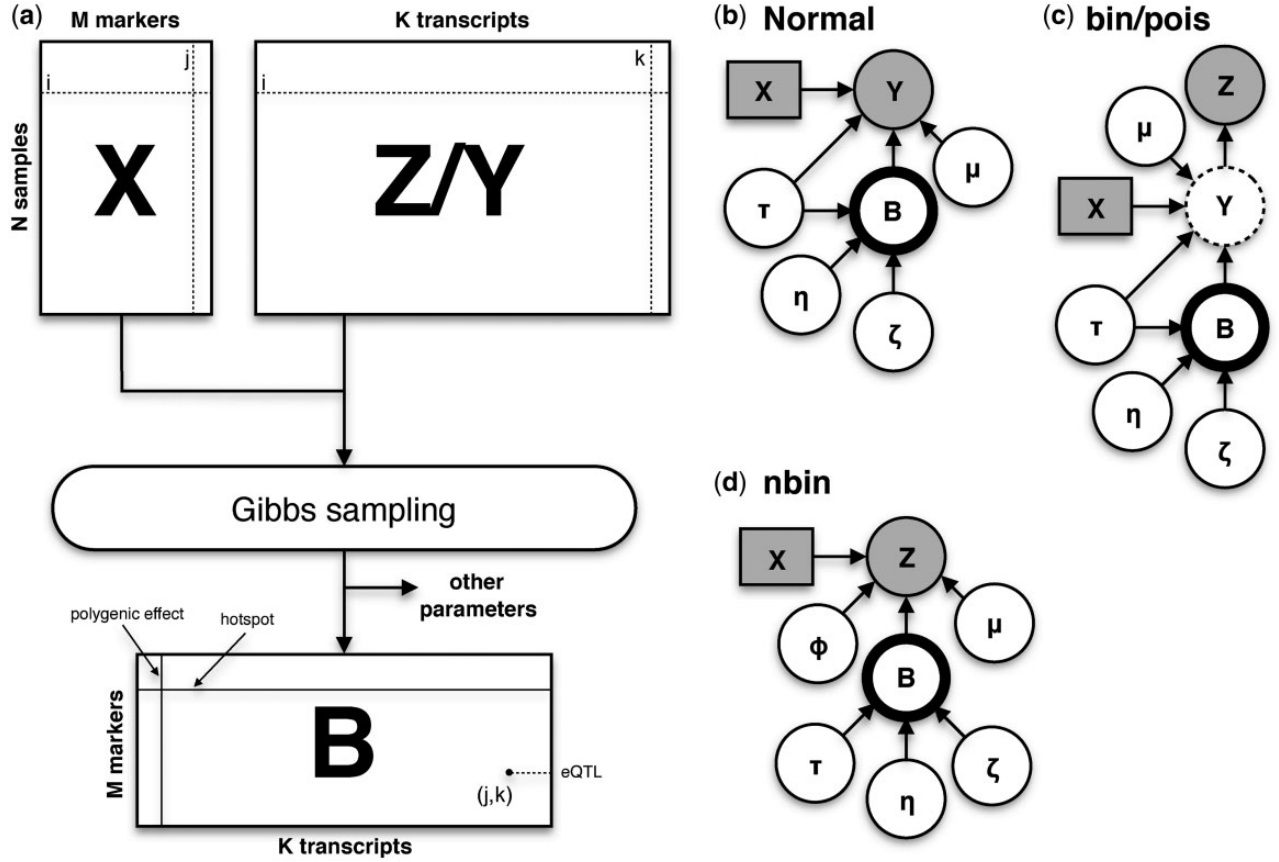 (a)
M markers
K transcripts
N samples
i
j
X
i
k
Z/Y
Gibbs sampling
other
parameters
polygenic effect
hotspot
M markers
B
(j,k)
eQTL
K transcripts
(b) Normal
X
Y
μ
τ
B
η
ζ
(c) bin/pois
Z
μ
X
Y
τ
B
η
ζ
(d) nbin
X
Z
ϕ
μ
B
τ
η
ζ